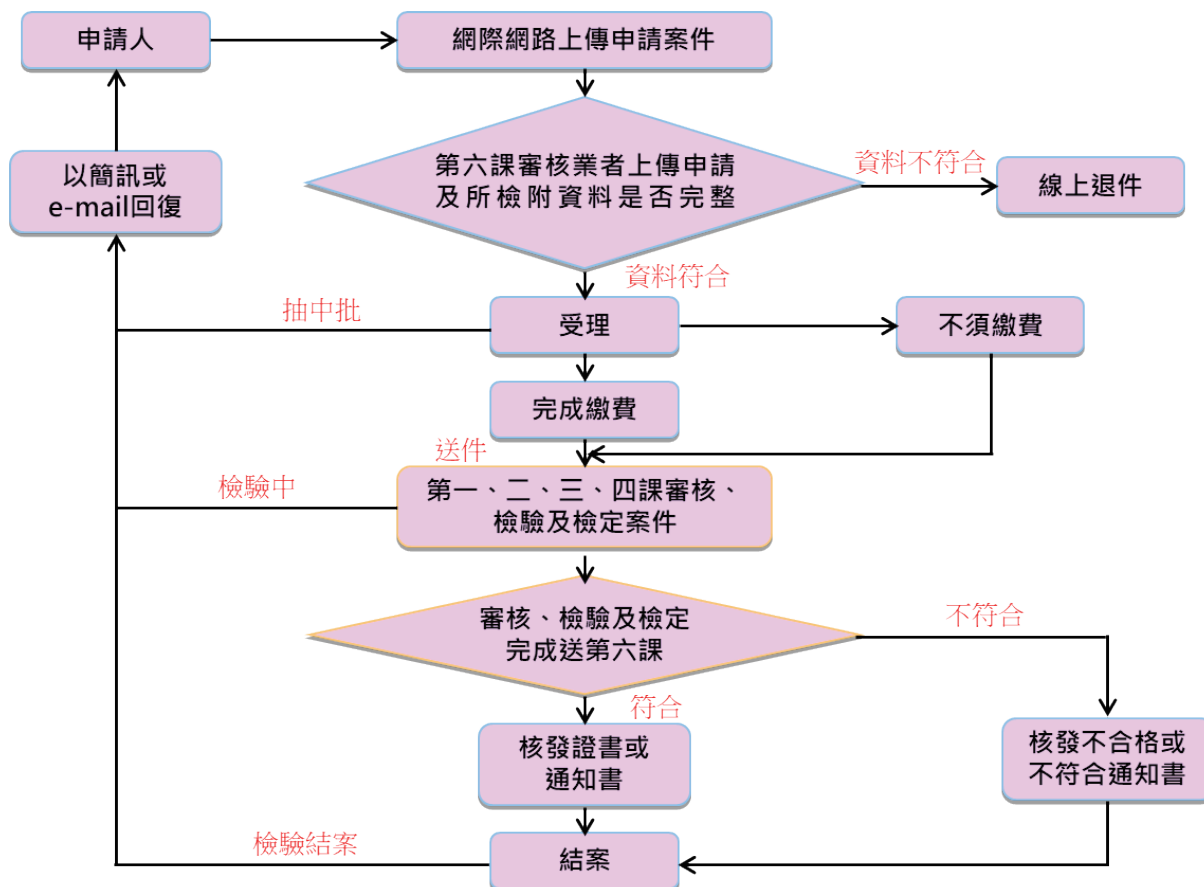 申請人
網際網路上傳申請案件
以簡訊或
e-mail回復
第六課審核業者上傳申請
及所檢附資料是否完整
資料不符合
線上退件
資料符合
抽中批
受理
不須繳費
完成繳費
送件
檢驗中
第一、二、三、四課審核、
檢驗及檢定案件
審核、檢驗及檢定
完成送第六課
不符合
符合
核發證書或
通知書
核發不合格或
不符合通知書
檢驗結案
結案